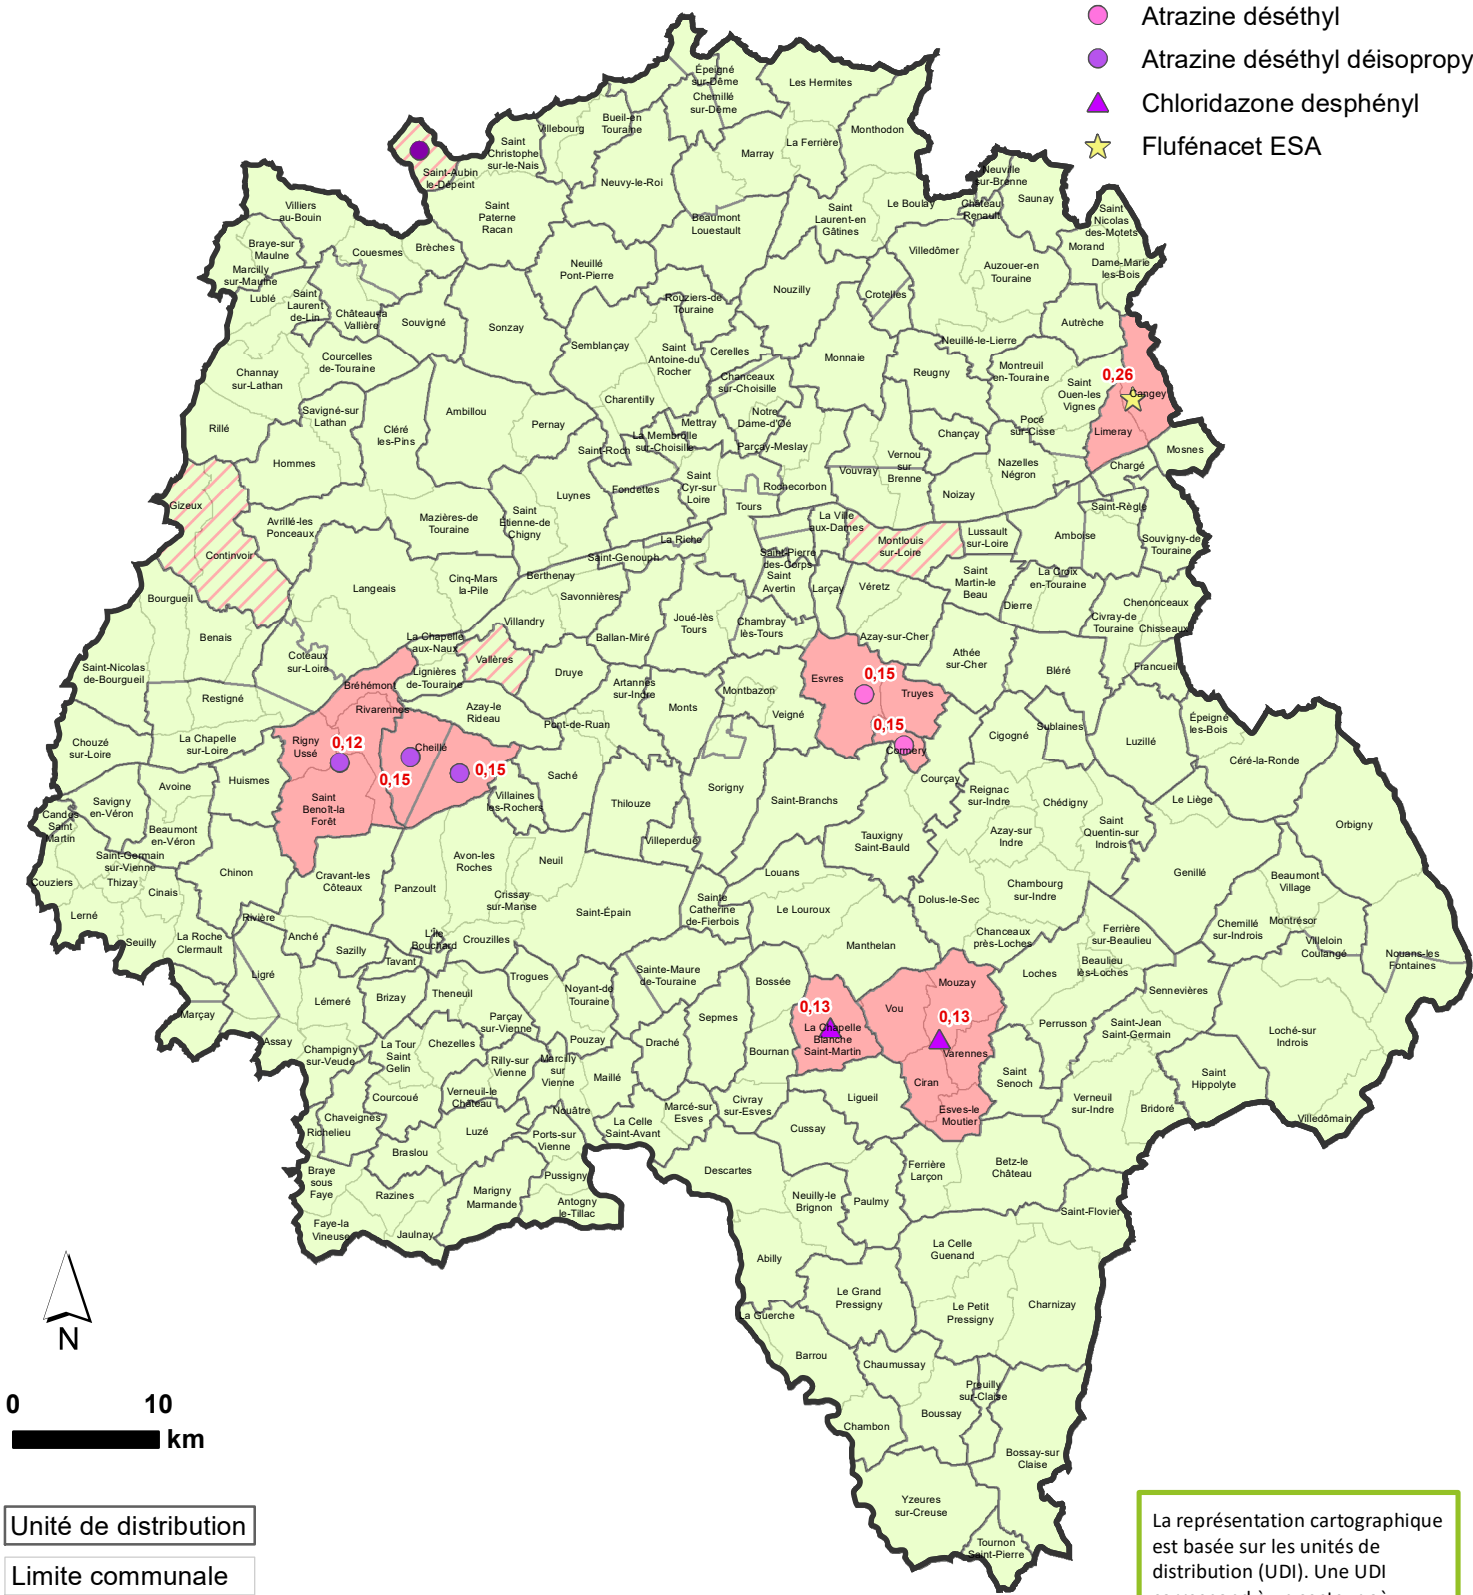 Atrazine déséthyl
Atrazine déséthyl déisopropy
Chloridazone desphényl
Flufénacet ESA
Épeigné
sur-Dême
Les Hermites
Chemillé
sur-Dême
Bueil-en
Touraine
Villebourg
Monthodon
La Ferrière
Marray
Saint
Christophe
sur-le-Nais
Saint-Aubin
le-Dépeint
Neuvy-le-Roi
Neuville
sur-Brenne
Château
Renault
Saunay
Le Boulay
Saint
Laurent-en
Gâtines
Beaumont
Louestault
Saint
Paterne
Racan
Villiers
au-Bouin
Saint
Nicolas
des-Motets
Morand
Dame-Marie
les-Bois
Braye-sur
Maulne
Couesmes
Brèches
Villedômer
Auzouer-en
Touraine
Marcilly
sur-Maulne
Neuillé
Pont-Pierre
Nouzilly
Crotelles
Lublé
Saint
Laurent
de-Lin
Château-la
Vallière
Souvigné
Sonzay
Rouziers-de
Touraine
Autrèche
Semblançay
Saint
Antoine-du
Rocher
Cerelles
Monnaie
Neuillé-le-Lierre
Courcelles
de-Touraine
Channay
sur-Lathan
Chanceaux
sur-Choisille
Reugny
Montreuil
en-Touraine
0,26
Cangey
Saint
Ouen-les
Vignes
Charentilly
Savigné-sur
Lathan
Ambillou
Pernay
Notre
Dame-d'Oé
Mettray
Rillé
Cléré
les-Pins
La Membrolle
sur-Choisille
Saint-Roch
Parçay-Meslay
Chançay
Pocé
sur-Cisse
Limeray
Mosnes
Hommes
Vouvray
Vernou
sur
Brenne
Nazelles
Négron
Chargé
Gizeux
Luynes
Fondettes
Saint
Cyr-sur
Loire
Rochecorbon
Noizay
Tours
Saint-Règle
Avrillé-les
Ponceaux
Mazières-de
Touraine
Saint
Étienne-de
Chigny
La Ville
aux-Dames
La Riche
Montlouis
sur-Loire
Lussault
sur-Loire
Amboise
Souvigny-de
Touraine
Continvoir
Saint-Genouph
Saint-Pierre
des-Corps
Berthenay
Langeais
Cinq-Mars
la-Pile
Saint
Avertin
Larçay
Véretz
Saint
Martin-le
Beau
La Croix
en-Touraine
Bourgueil
Savonnières
Dierre
Chenonceaux
Villandry
Joué-lès
Tours
Chambray
lès-Tours
Civray-de
Touraine
Chisseaux
Benais
Ballan-Miré
La Chapelle
aux-Naux
Azay-sur-Cher
Coteaux
sur-Loire
Vallères
Athée
sur-Cher
Saint-Nicolas
de-Bourgueil
Lignières
de-Touraine
Druye
Esvres
0,15
Bléré
Francueil
Bréhémont
Artannes
sur-Indre
Montbazon
Truyes
Restigné
Rivarennes
Azay-le
Rideau
Monts
Veigné
0,15
Pont-de-Ruan
Sublaines
Épeigné
les-Bois
Cigogné
Chouzé
sur-Loire
La Chapelle
sur-Loire
Rigny
Ussé
0,12
Cheillé
Cormery
Luzillé
Céré-la-Ronde
0,15
0,15
Saché
Courçay
Avoine
Huismes
Sorigny
Reignac
sur-Indre
Villaines
les-Rochers
Thilouze
Saint-Branchs
Chédigny
Le Liège
Savigny
en-Véron
Saint
Benoît-la
Forêt
Candes
Saint
Martin
Beaumont
en-Véron
Villeperdue
Tauxigny
Saint-Bauld
Azay-sur
Indre
Saint
Quentin-sur
Indrois
Orbigny
Saint-Germain
sur-Vienne
Avon-les
Roches
Neuil
Louans
Genillé
Couziers
Thizay
Cinais
Chinon
Cravant-les
Côteaux
Panzoult
Crissay
sur-Manse
Chambourg
sur-Indre
Beaumont
Village
Lerné
Saint-Épain
Sainte
Catherine
de-Fierbois
Le Louroux
Dolus-le-Sec
Rivière
Chemillé
sur-Indrois
Montrésor
Seuilly
La Roche
Clermault
Anché
Sazilly
L'Île
Bouchard
Crouzilles
Manthelan
Chanceaux
près-Loches
Ferrière
sur-Beaulieu
Villeloin
Coulangé
Tavant
Beaulieu
lès-Loches
Nouans-les
Fontaines
Ligré
Trogues
Sainte-Maure
de-Touraine
Bossée
Mouzay
Loches
Lémeré
Brizay
Theneuil
Noyant-de
Touraine
Sennevières
Marçay
Parçay
sur-Vienne
Sepmes
0,13
Vou
0,13
Perrusson
Saint-Jean
Saint-Germain
Loché-sur
Indrois
Assay
Champigny
sur-Veude
La Tour
Saint
Gelin
Chezelles
Pouzay
Draché
Bournan
La Chapelle
Blanche
Saint-Martin
Varennes
Rilly-sur
Vienne
Marcilly
sur
Vienne
Maillé
Saint
Senoch
Saint
Hippolyte
Courcoué
Verneuil-le
Château
Ciran
Civray
sur-Esves
Ligueil
Verneuil
sur-Indre
Bridoré
Chaveignes
Nouâtre
Marcé-sur
Esves
Esves-le
Moutier
Villedômain
Richelieu
La Celle
Saint-Avant
Cussay
Luzé
Ports-sur
Vienne
Braslou
Descartes
Ferrière
Larçon
Betz-le
Château
Braye
sous
Faye
Pussigny
Razines
Marigny
Marmande
Antogny
le-Tillac
Neuilly-le
Brignon
Paulmy
Saint-Flovier
Faye-la
Vineuse
Jaulnay
La Celle
Guenand
Abilly
Le Grand
Pressigny
Le Petit
Pressigny
Charnizay
La Guerche
N
Barrou
Chaumussay
Preuilly
sur-Claise
0 10
km
Chambon
Boussay
Bossay-sur
Claise
Yzeures
sur-Creuse
Tournon
Saint-Pierre
Unité de distribution
Limite communale
La représentation cartographique
est basée sur les unités de
distribution (UDI). Une UDI